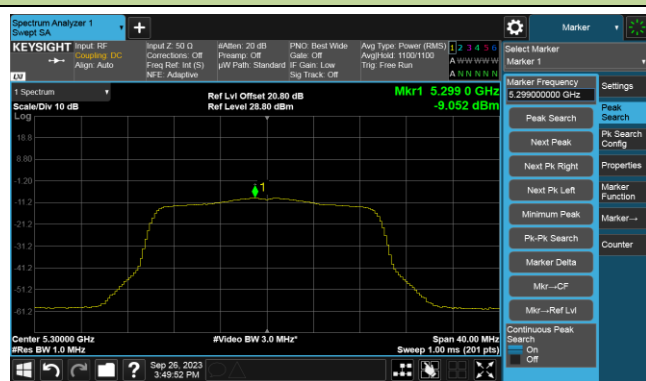 Spectrum Analyzer 1
Swept SA
+
Marker
KEYSIGHT
Input: RF
Coupling: DC
Align: Auto
Input Z: 50 Ω
Corrections: Off
Freq Ref: Int (S)
NFE: Adaptive
#Atten: 20 dB
Preamp: Off
µW Path: Standard
PNO: Best Wide
Gate: Off
IF Gain: Low
Sig Track: Off
Avg Type: Power (RMS)
Avg|Hold: 1100/1100
Trig: Free Run
1 2 3 4 5 6
A W W W W W
A N N N N N
LXI
Select Marker
Marker 1
1 Spectrum
Scale/Div 10 dB
Log
Ref Lvl Offset 20.80 dB
Ref Level 28.80 dBm
Mkr1 5.299 0 GHz
-9.052 dBm
18.8
8.80
-1.20
-11.2
-21.2
-31.2
-41.2
-51.2
-61.2
1
Center 5.30000 GHz
#Res BW 1.0 MHz
#Video BW 3.0 MHz*
Span 40.00 MHz
Sweep 1.00 ms (201 pts)
Marker Frequency
5.299000000 GHz
Peak Search
Next Peak
Next Pk Right
Next Pk Left
Minimum Peak
Pk-Pk Search
Marker Delta
Mkr→CF
Mkr→Ref Lvl
Continuous Peak
Search
On
Off
Settings
Peak
Search
Pk Search
Config
Properties
Marker
Function
Marker→
Counter
?
Sep 26, 2023
3:49:52 PM